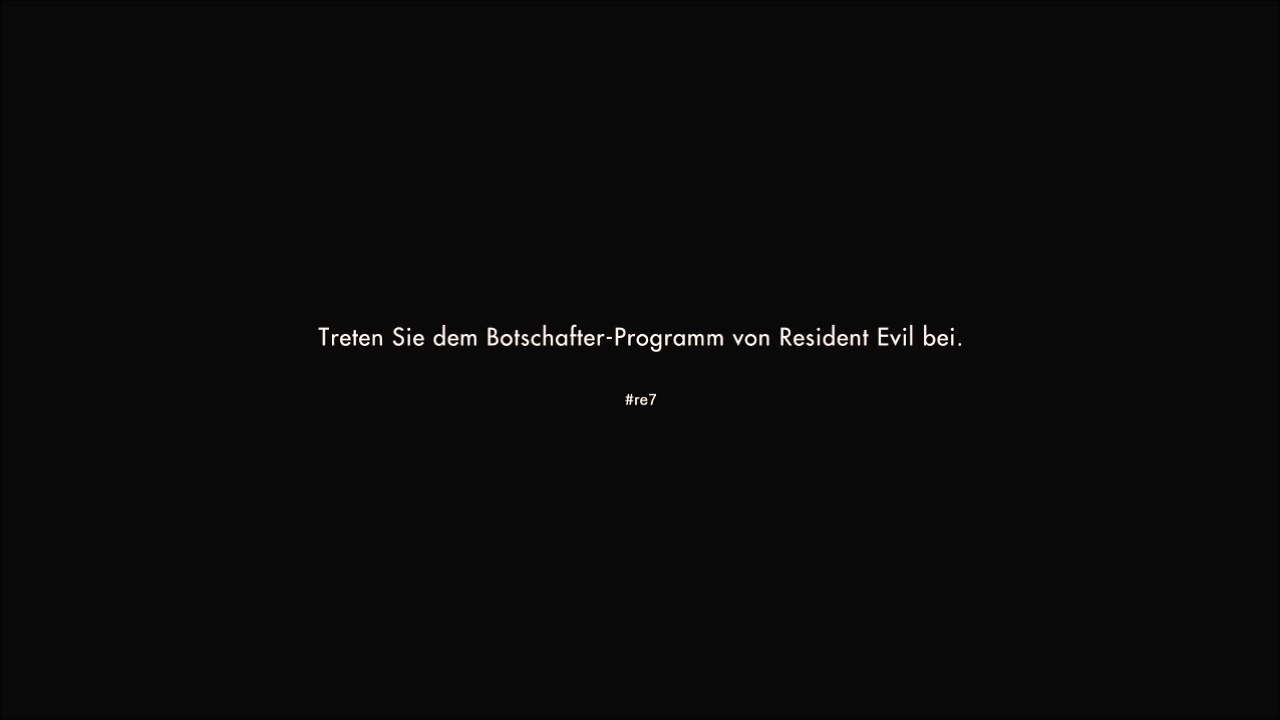 Treten Sie dem Botschafter-Programm von Resident Evil bei.
#re7